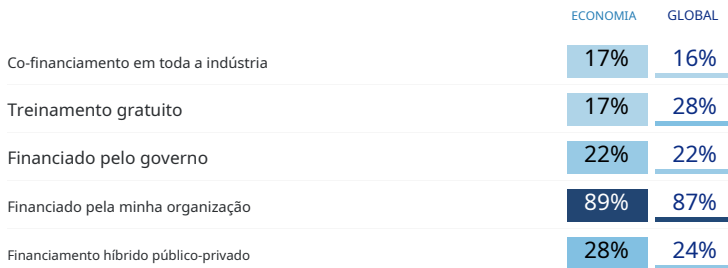 ECONOMIA GLOBAL
Co-financiamento em toda a indústria 17% 16%
Treinamento gratuito 17% 28%
Financiado pelo governo 22% 22%
Financiado pela minha organização 89% 87%
Financiamento híbrido público-privado 28% 24%